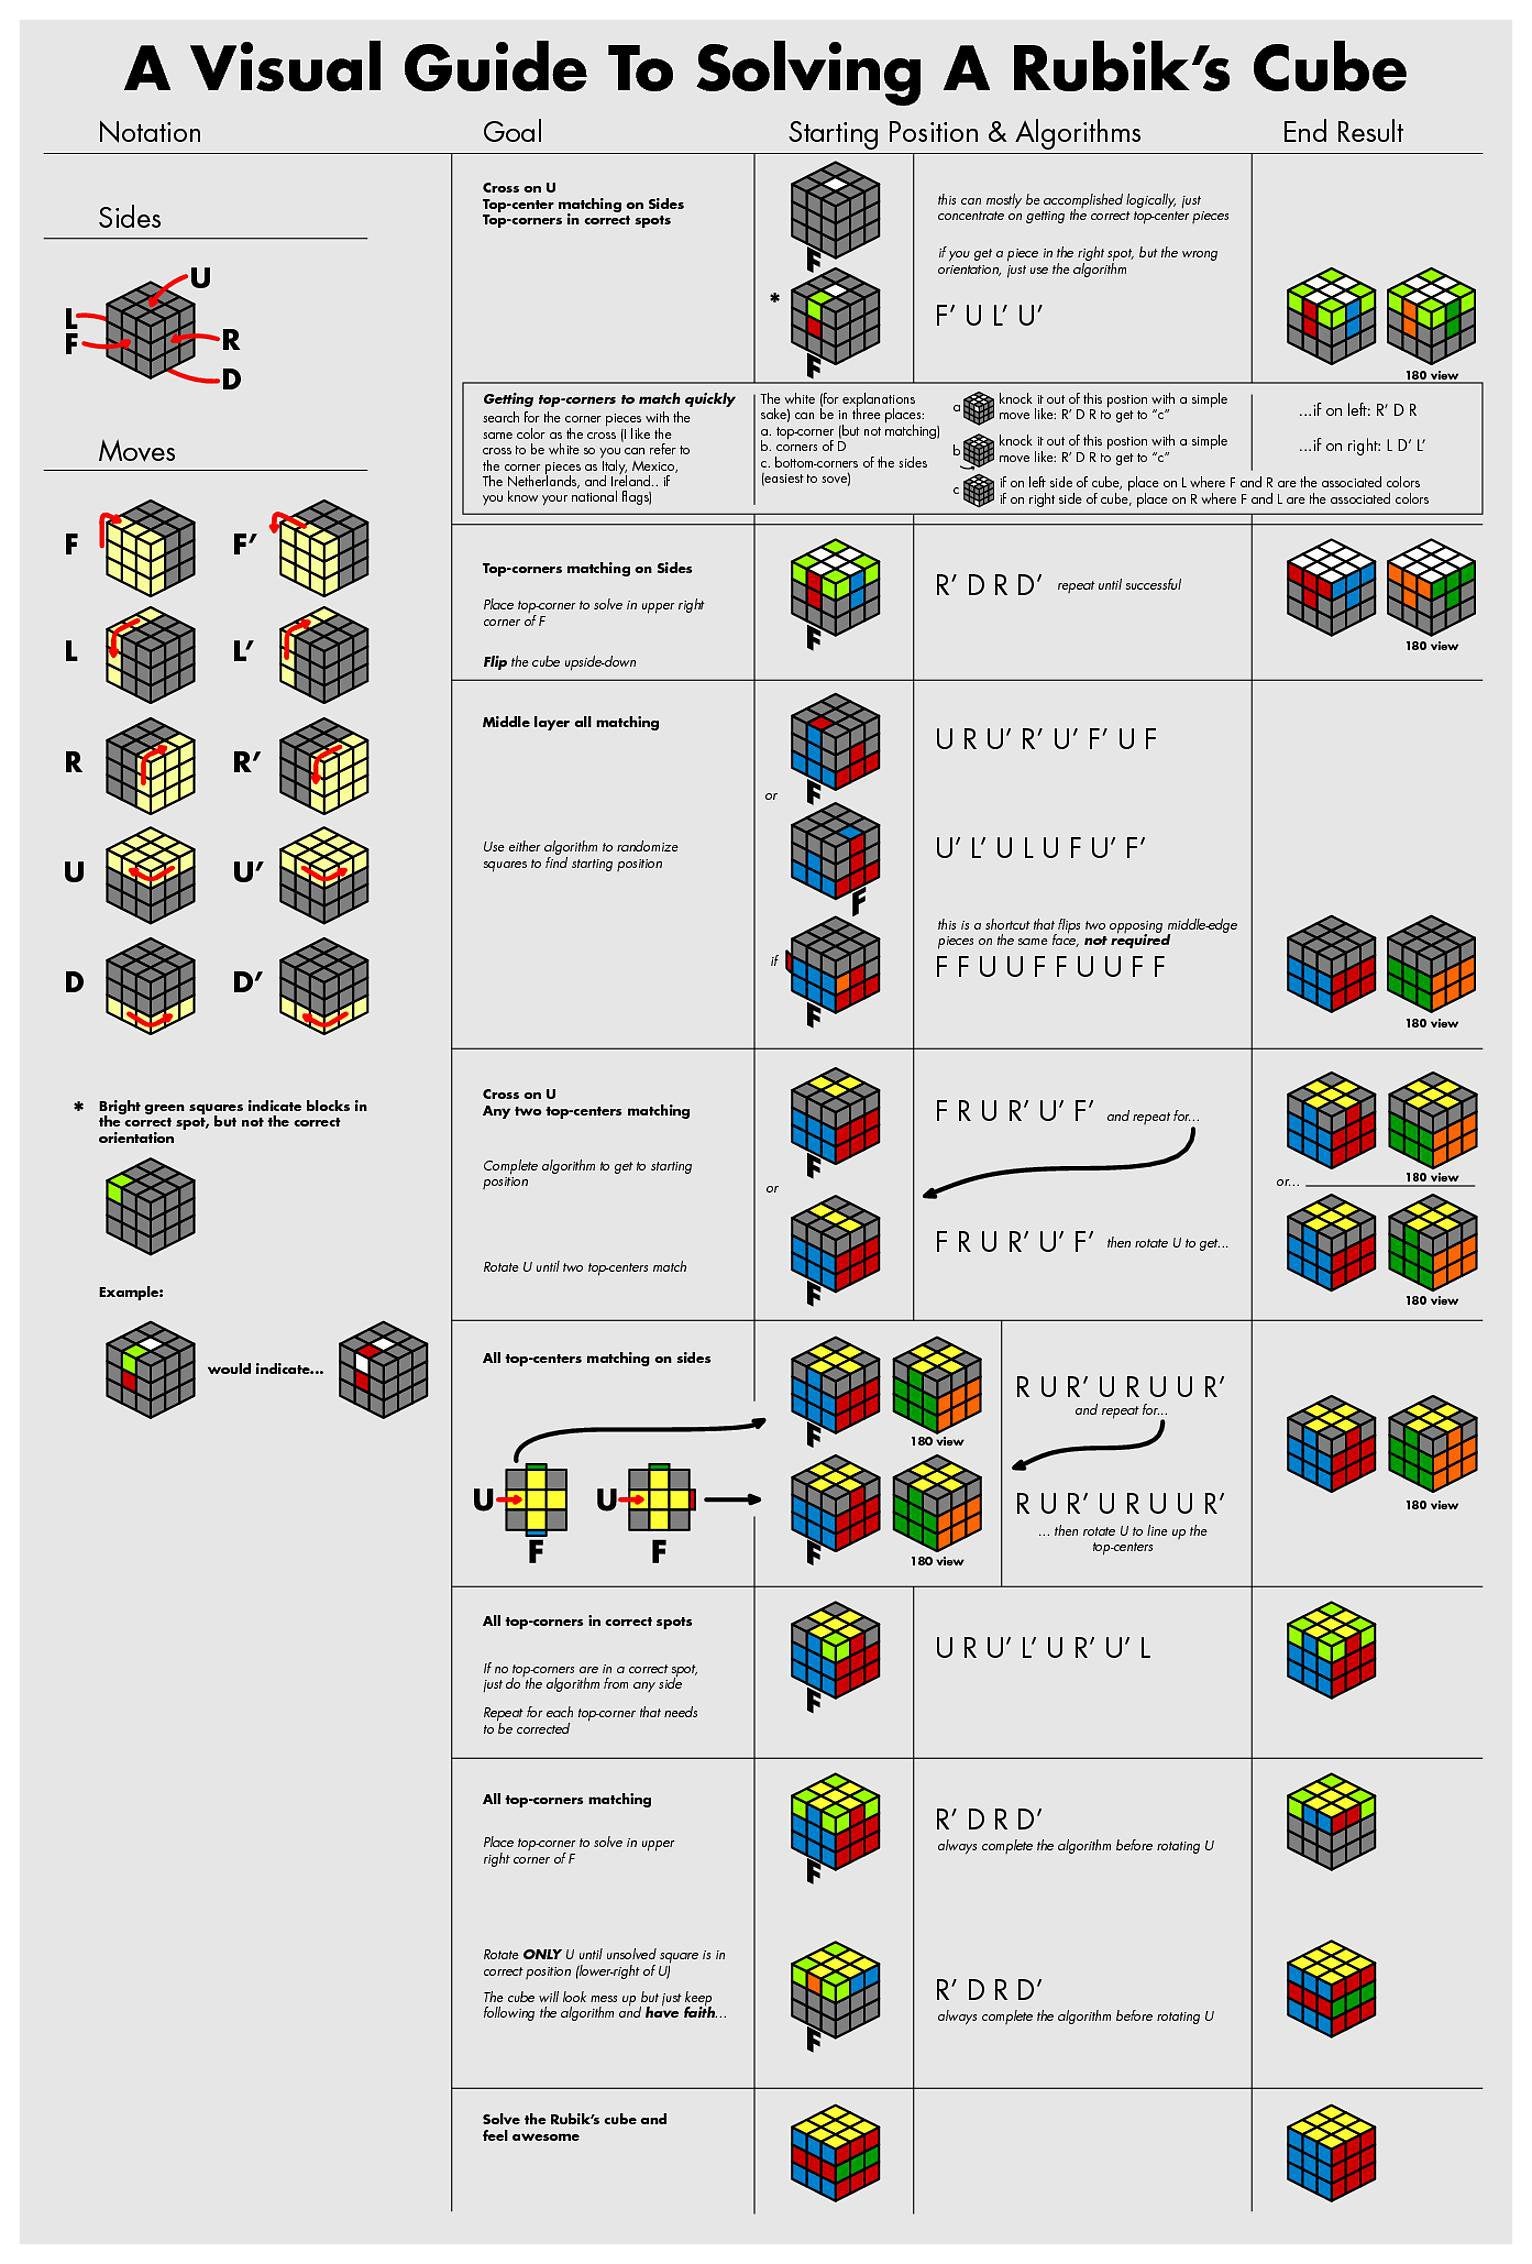 A Visual Guide To Solving A Rubik's Cube
Notation
Goal
Starting Position & Algorithms
End Result
Sides
U
L
F
R
D
Moves
F
F'
L
L'
R
R'
U
U'
D
D'
* Bright green squares indicate blocks in
the correct spot, but not the correct
orientation
Example:
would indicate...
Cross on U
Top-center matching on Sides
Top-corners in correct spots
F
*
F
this can mostly be accomplished logically, just
concentrate on getting the correct top-center pieces
if you get a piece in the right spot, but the wrong
orientation, just use the algorithm
F' U L' U'
180 view
Getting top-corners to match quickly
search for the corner pieces with the
same color as the cross (I like the
cross to be white so you can refer to
the corner pieces as Italy, Mexico,
The Netherlands, and Ireland.. if
you know your national flags)
The white (for explanations
sake) can be in three places:
a. top-corner (but not matching)
b. corners of D
c. bottom-corners of the sides
(easiest to sove)
a
knock it out of this postion with a simple
move like: R' D R to get to "c"
b
knock it out of this postion with a simple
move like: R' D R to get to "c"
c
if on left side of cube, place on L where F and R are the associated colors
if on right side of cube, place on R where F and L are the associated colors
...if on left: R' D R
...if on right: L D' L'
Top-corners matching on Sides
Place top-corner to solve in upper right
corner of F
Flip the cube upside-down
F
R' D R D' repeat until successful
180 view
Middle layer all matching
Use either algorithm to randomize
squares to find starting position
F
or
F
if
F
U R U' R' U' F' U F
U' L' U L U F U' F'
this is a shortcut that flips two opposing middle-edge
pieces on the same face, not required
F F U U F F U U F F
180 view
Cross on U
Any two top-centers matching
Complete algorithm to get to starting
position
Rotate U until two top-centers match
F
or
F
F R U R' U' F' and repeat for...
F R U R' U' F' then rotate U to get...
180 view
or...
180 view
All top-centers matching on sides
U
F
U
F
F
180 view
F
180 view
R U R' U R U U R'
and repeat for...
R U R' U R U U R'
... then rotate U to line up the
top-centers
180 view
All top-corners in correct spots
If no top-corners are in a correct spot,
just do the algorithm from any side
Repeat for each top-corner that needs
to be corrected
F
U R U' L' U R' U' L
All top-corners matching
Place top-corner to solve in upper
right corner of F
F
R' D R D'
always complete the algorithm before rotating U
Rotate ONLY U until unsolved square is in
correct position (lower-right of U)
The cube will look mess up but just keep
following the algorithm and have faith...
F
R' D R D'
always complete the algorithm before rotating U
Solve the Rubik's cube and
feel awesome